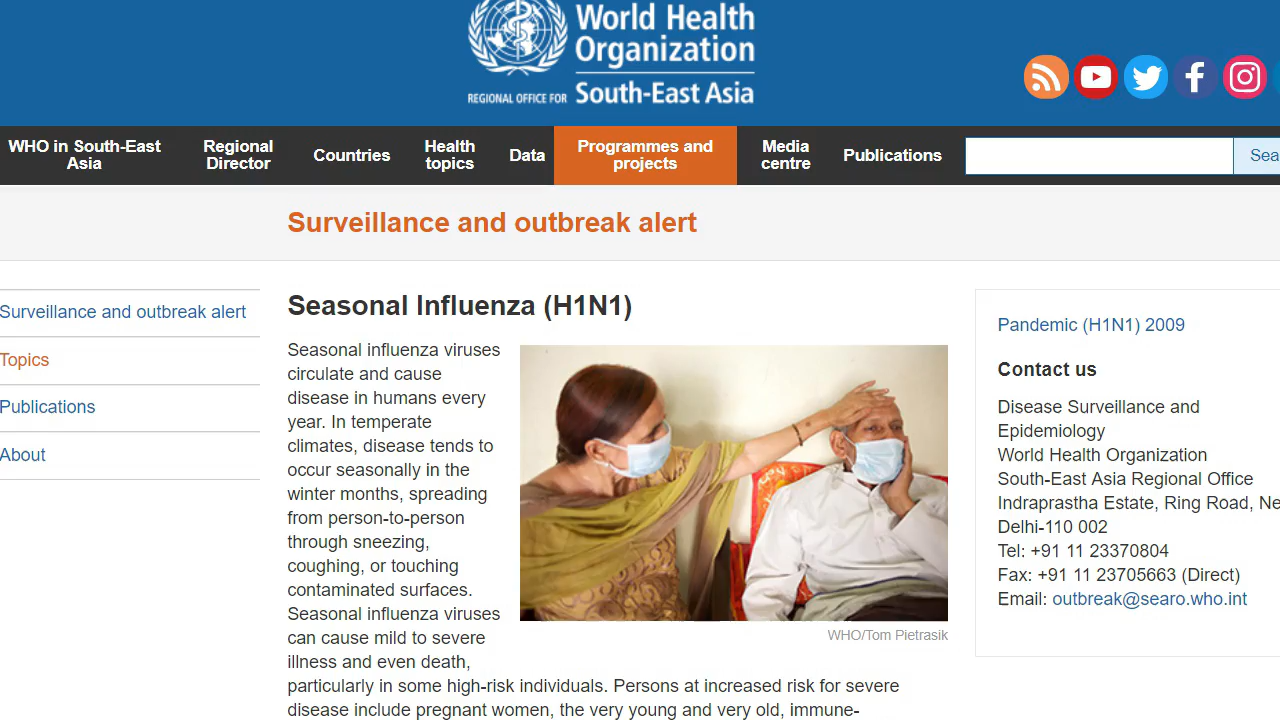 World Health
Organization
REGIONAL OFFICE FOR South-East Asia
WHO in South-East
Asia
Regional
Director
Countries
Health
topics
Data
Programmes and
projects
Media
centre
Publications
Sea
Surveillance and outbreak alert
Surveillance and outbreak alert
Topics
Publications
About
Seasonal Influenza (H1N1)
Seasonal influenza viruses
circulate and cause
disease in humans every
year. In temperate
climates, disease tends to
occur seasonally in the
winter months, spreading
from person-to-person
through sneezing,
coughing, or touching
contaminated surfaces.
Seasonal influenza viruses
can cause mild to severe
illness and even death,
particularly in some high-risk individuals. Persons at increased risk for severe
disease include pregnant women, the very young and very old, immune-
WHO/Tom Pietrasik
Pandemic (H1N1) 2009
Contact us
Disease Surveillance and
Epidemiology
World Health Organization
South-East Asia Regional Office
Indraprastha Estate, Ring Road, Ne
Delhi-110 002
Tel: +91 11 23370804
Fax: +91 11 23705663 (Direct)
Email: outbreak@searo.who.int